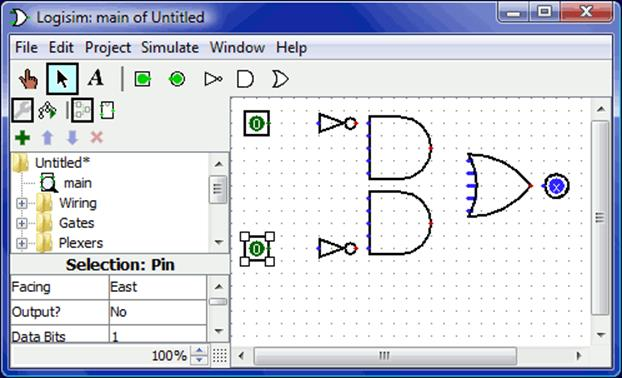 Logisim: main of Untitled
File Edit Project Simulate Window Help
A
Untitled*
main
Wiring
Gates
Plexers
Selection: Pin
Facing East
Output? No
Data Bits 1
100%
0
0
x